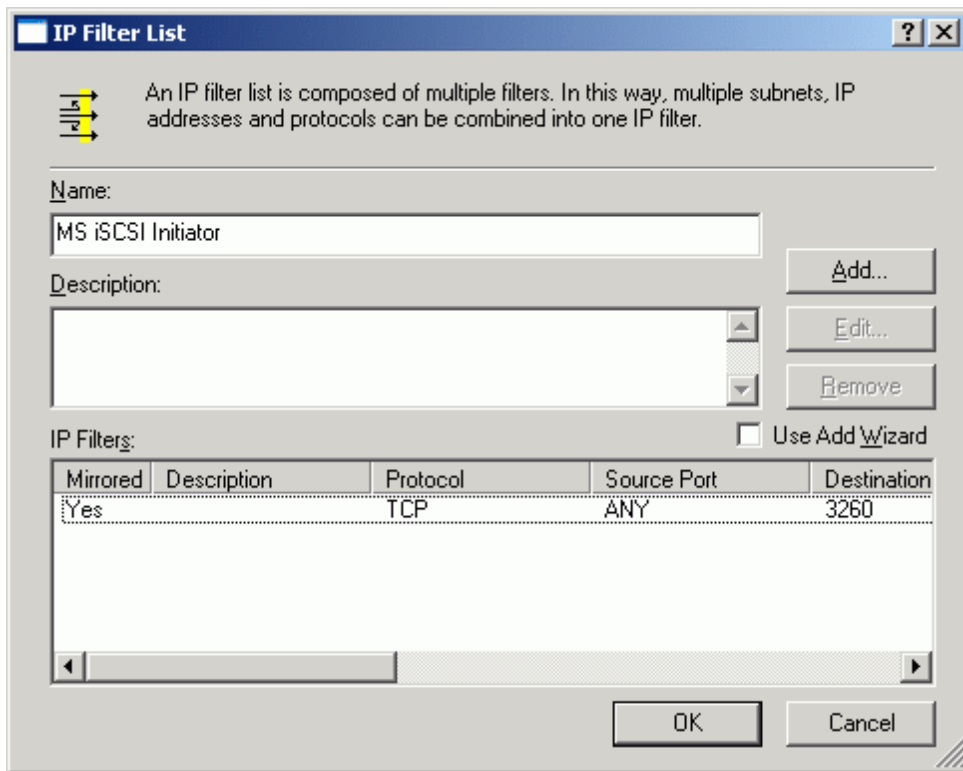 IP Filter List
An IP filter list is composed of multiple filters. In this way, multiple subnets, IP
addresses and protocols can be combined into one IP filter.
Name:
MS iSCSI Initiator
Add...
Description:
Edit...
Remove
IP Filters:
Use Add Wizard
Mirrored Description Protocol Source Port Destination
Yes TCP ANY 3260
OK Cancel